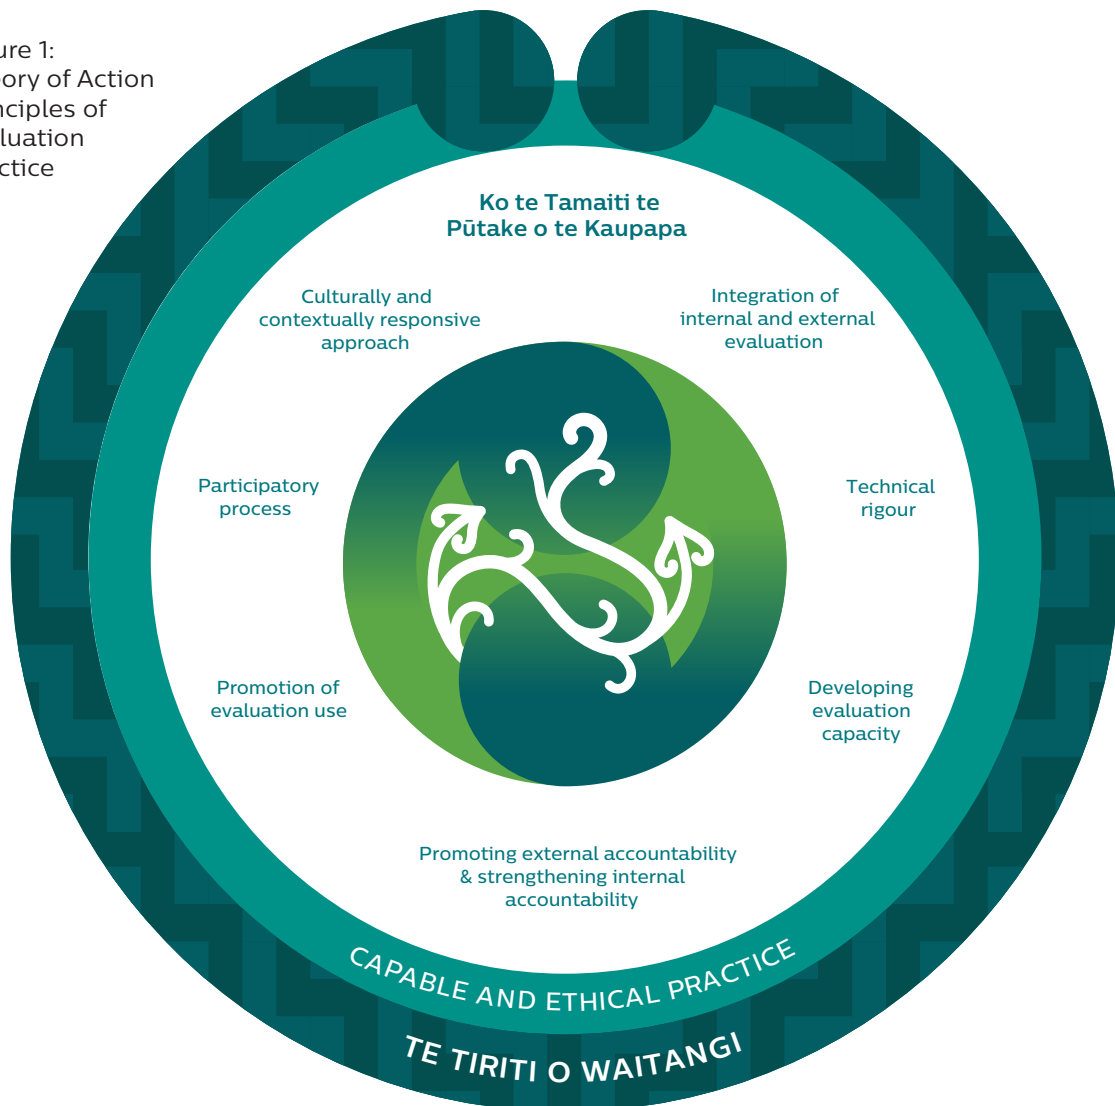 ure 1:
ory of Action
nciples of
luation
ctice
Ko te Tamaiti te
Pūtake o te Kaupapa
Culturally and
contextually responsive
approach
Integration of
internal and external
evaluation
Participatory
process
Technical
rigour
Promotion of
evaluation use
Developing
evaluation
capacity
Promoting external accountability
& strengthening internal
accountability
CAPABLE AND ETHICAL PRACTICE
TE TIRITI O WAITANGI